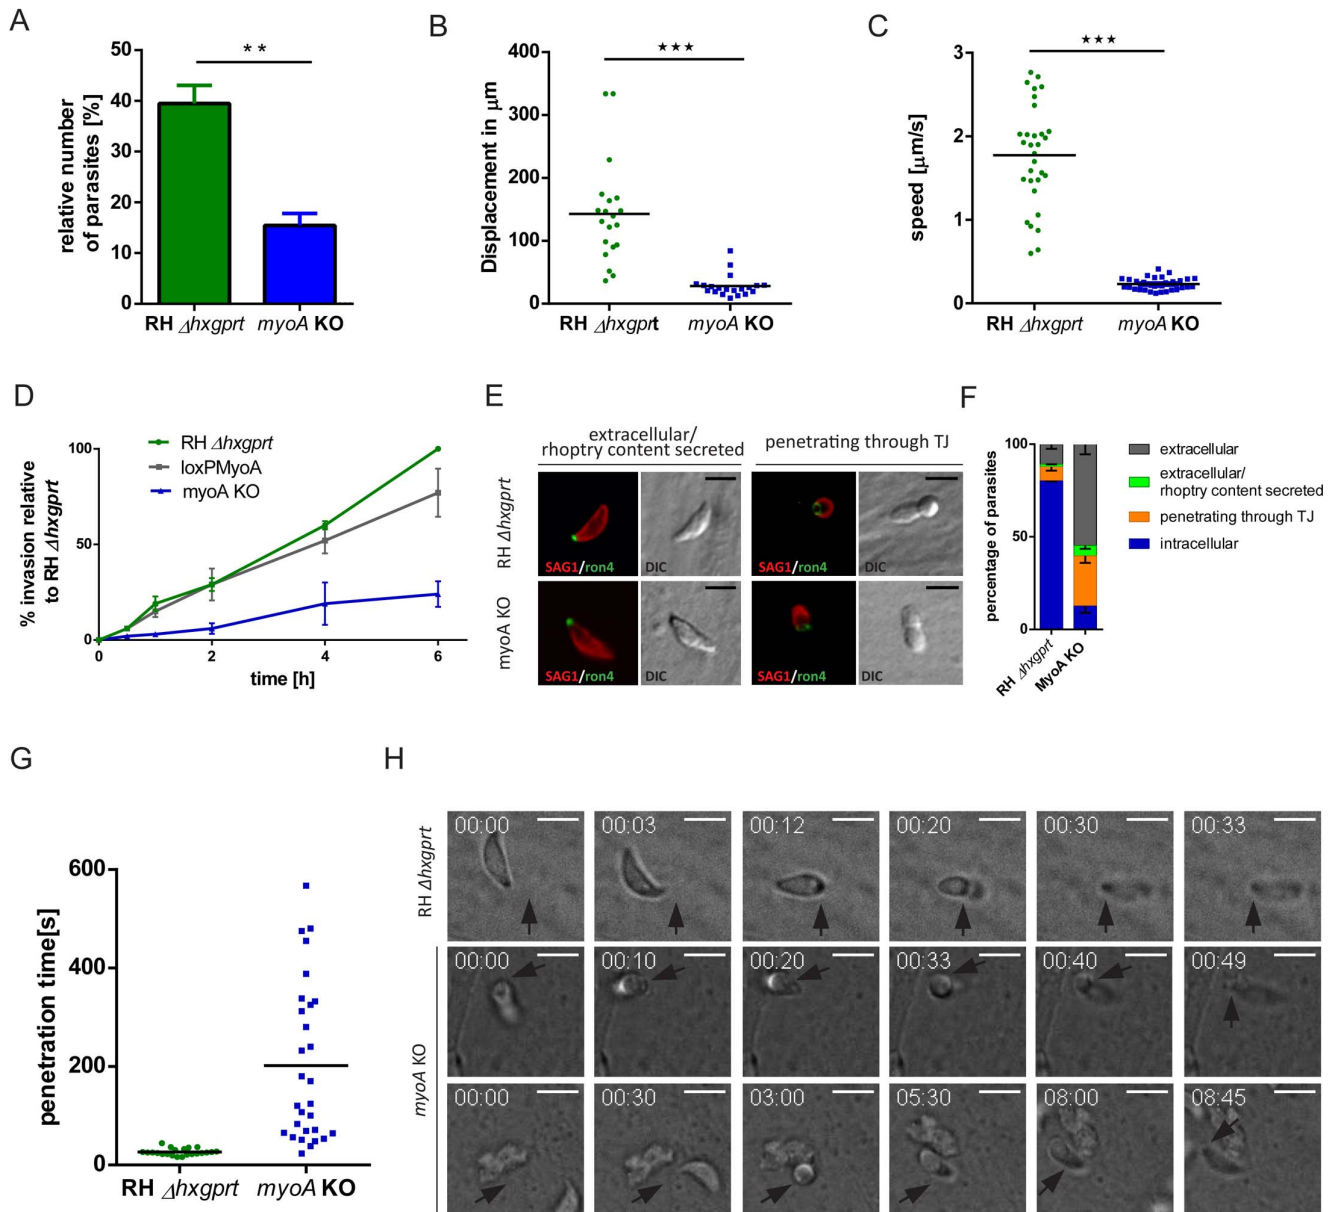 A
relative number
of parasites [%]
50
40
30
20
10
0
**
RH Δhxgprt
myoA KO
B
Displacement in μm
400
300
200
100
0
★★★
RH Δhxgprt
myoA KO
C
speed [μm/s]
3
2
1
0
★★★
RH Δhxgprt
myoA KO
D
% invasion relative
to RH Δhxgprt
100
50
0
RH Δhxgprt
loxPMyoA
myoA KO
0
2
4
6
time [h]
E
extracellular/
rhoptry content secreted
penetrating through TJ
RH Δhxgprt
SAG1/ron4
DIC
SAG1/ron4
DIC
myoA KO
SAG1/ron4
DIC
SAG1/ron4
DIC
F
percentage of parasites
100
50
0
RH Δhxgprt
MyoA KO
extracellular
extracellular/
rhoptry content secreted
penetrating through TJ
intracellular
G
penetration time[s]
600
400
200
0
RH Δhxgprt
myoA KO
H
RH Δhxgprt
00:00
00:03
00:12
00:20
00:30
00:33
myoA KO
00:00
00:10
00:20
00:33
00:40
00:49
00:00
00:30
03:00
05:30
08:00
08:45